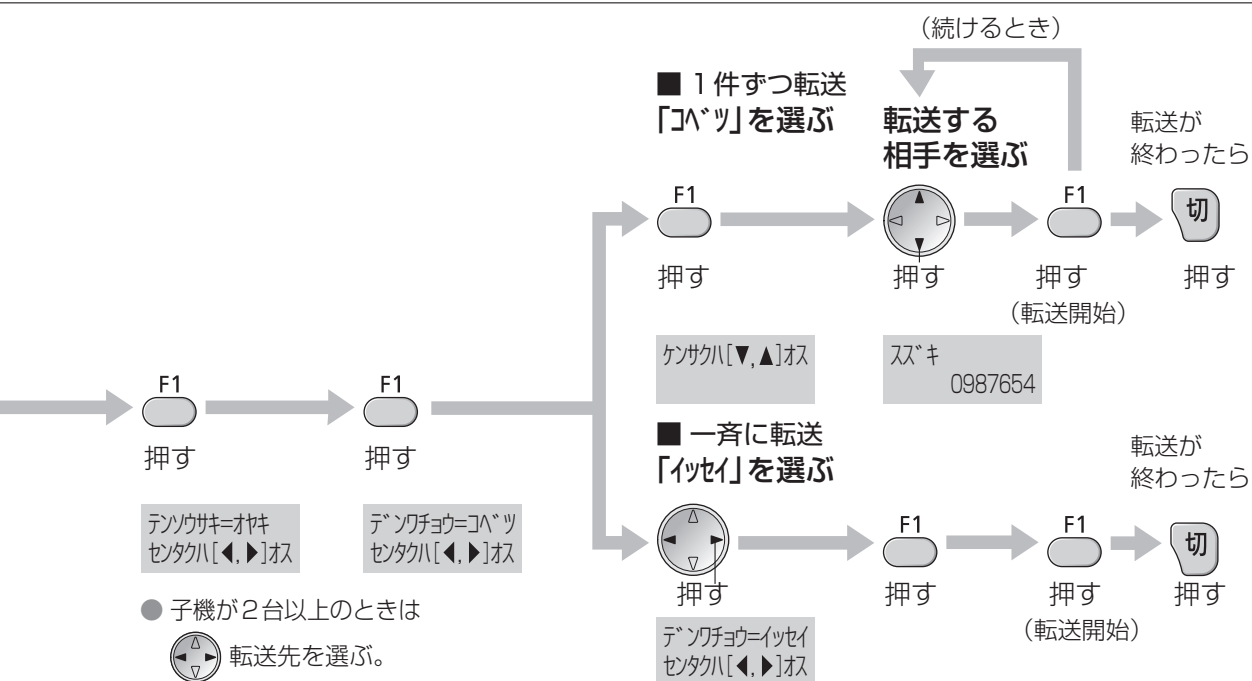 F1
押す
テンソウサキ=オヤキ
センタクハ[◀,▶]オス
● 子機が2台以上のときは
転送先を選ぶ。
F1
押す
デンワチョウ=コベツ
センタクハ[◀,▶]オス
■ 1件ずつ転送
「コベツ」を選ぶ
F1
押す
ケンサクハ[▼,▲]オス
(続けるとき)
転送する
相手を選ぶ
押す
スズキ
0987654
F1
押す
(転送開始)
転送が
終わったら
切
押す
■ 一斉に転送
「イッセイ」を選ぶ
押す
デンワチョウ=イッセイ
センタクハ[◀,▶]オス
F1
押す
F1
押す
(転送開始)
転送が
終わったら
切
押す